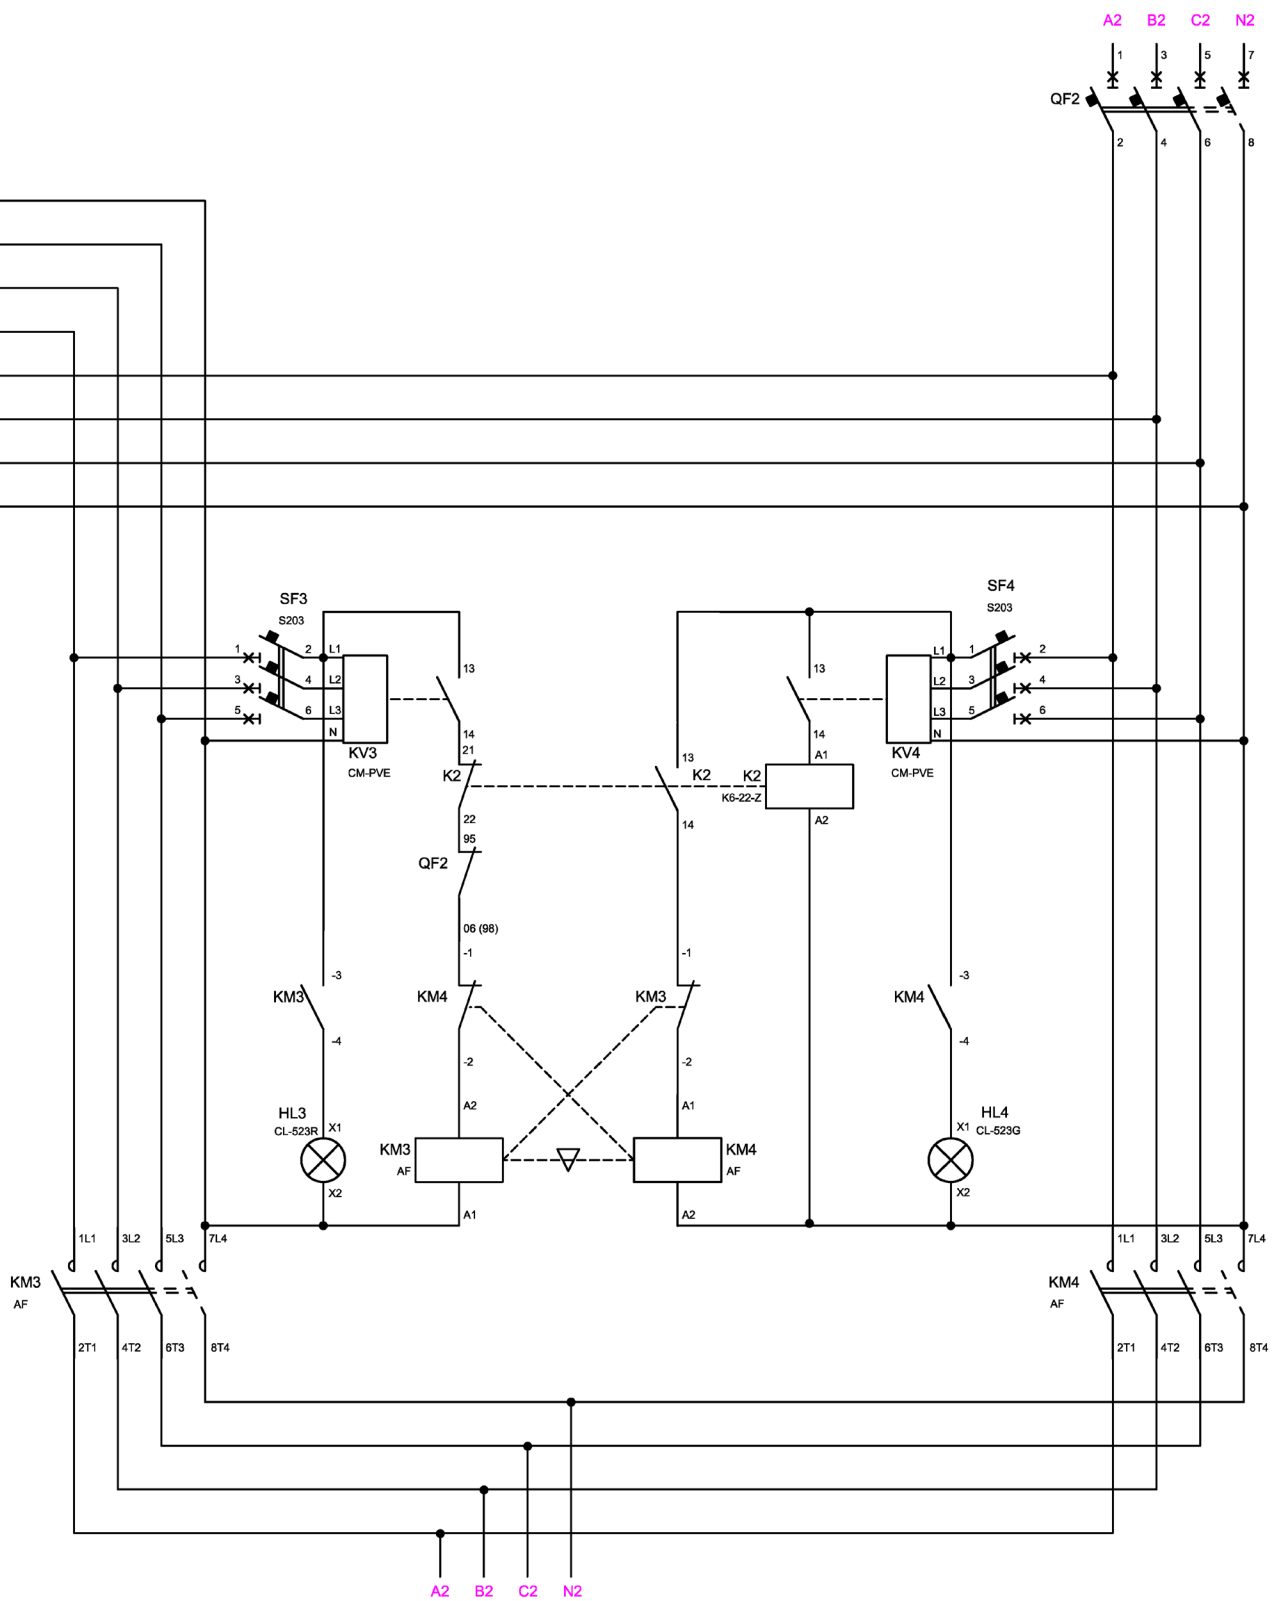 A2 B2 C2 N2
1 3 5 7
QF2
2 4 6 8
SF3
S203
SF4
S203
1 2 L1
3 4 L2
5 6 L3
N
L1 1 2
L2 3 4
L3 5 6
N
13
14
13
14
KV3
CM-PVE
KV4
CM-PVE
21
K2
22
13
K2
14
A1
K2
K6-22-Z
A2
95
QF2
06 (98)
-3
KM3
-4
-1
KM4
-2
-1
KM3
-2
-3
KM4
-4
HL3
CL-523R
X1
X2
A2
KM3
AF
A1
A1
KM4
AF
A2
HL4
X1 CL-523G
X2
1L1 3L2 5L3 7L4
KM3
AF
2T1 4T2 6T3 8T4
1L1 3L2 5L3 7L4
KM4
AF
2T1 4T2 6T3 8T4
A2 B2 C2 N2